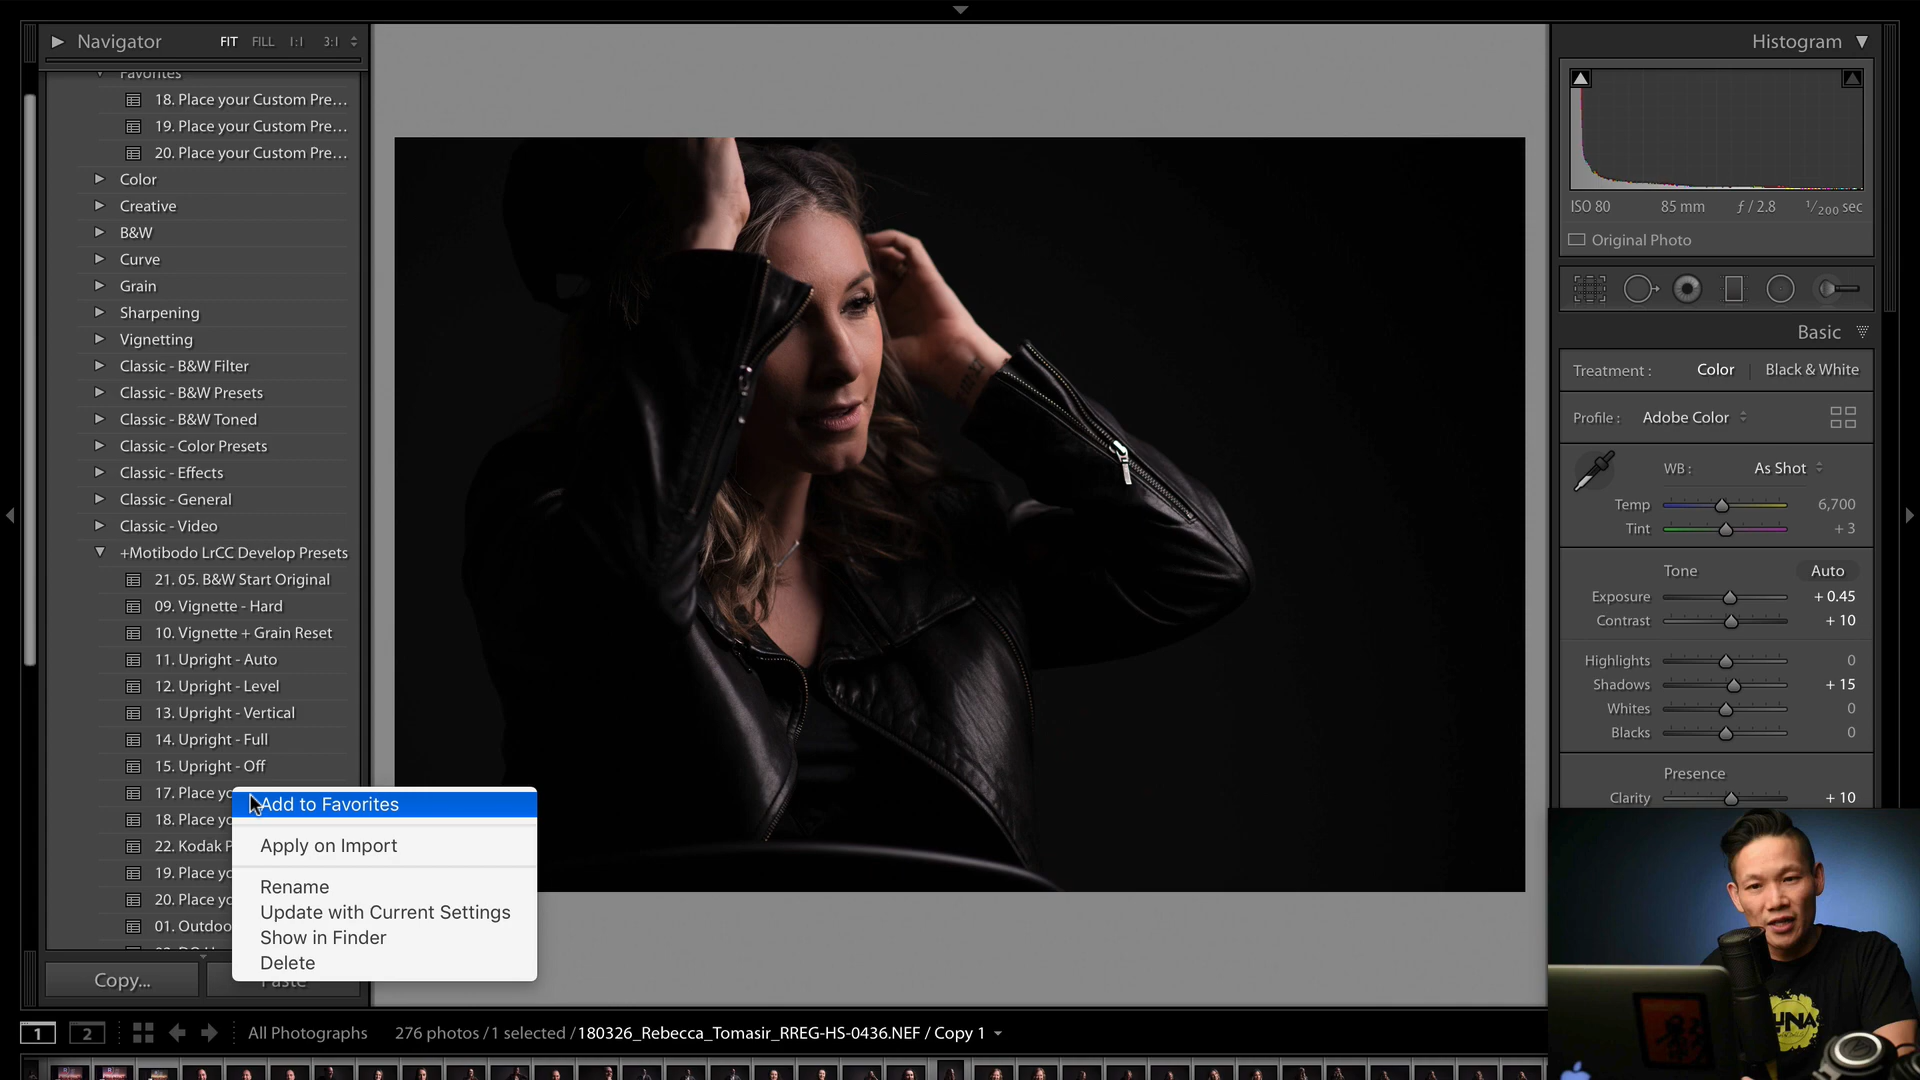 Navigator FIT FILL 1:1 3:1
Favorites
18. Place your Custom Pre…
19. Place your Custom Pre…
20. Place your Custom Pre…
Color
Creative
B&W
Curve
Grain
Sharpening
Vignetting
Classic - B&W Filter
Classic - B&W Presets
Classic - B&W Toned
Classic - Color Presets
Classic - Effects
Classic - General
Classic - Video
+Motibodo LrCC Develop Presets
21. 05. B&W Start Original
09. Vignette - Hard
10. Vignette + Grain Reset
11. Upright - Auto
12. Upright - Level
13. Upright - Vertical
14. Upright - Full
15. Upright - Off
17. Place yo
18. Place yo
22. Kodak P
19. Place yo
20. Place yo
01. Outdoo
Add to Favorites
Apply on Import
Rename
Update with Current Settings
Show in Finder
Delete
Copy...
Paste
Histogram
ISO 80 85 mm ƒ / 2.8 1/200 sec
Original Photo
Basic
Treatment : Color Black & White
Profile : Adobe Color
WB : As Shot
Temp 6,700
Tint + 3
Tone Auto
Exposure + 0.45
Contrast + 10
Highlights 0
Shadows + 15
Whites 0
Blacks 0
Presence
Clarity + 10
1 2 All Photographs 276 photos / 1 selected / 180326_Rebecca_Tomasir_RREG-HS-0436.NEF / Copy 1